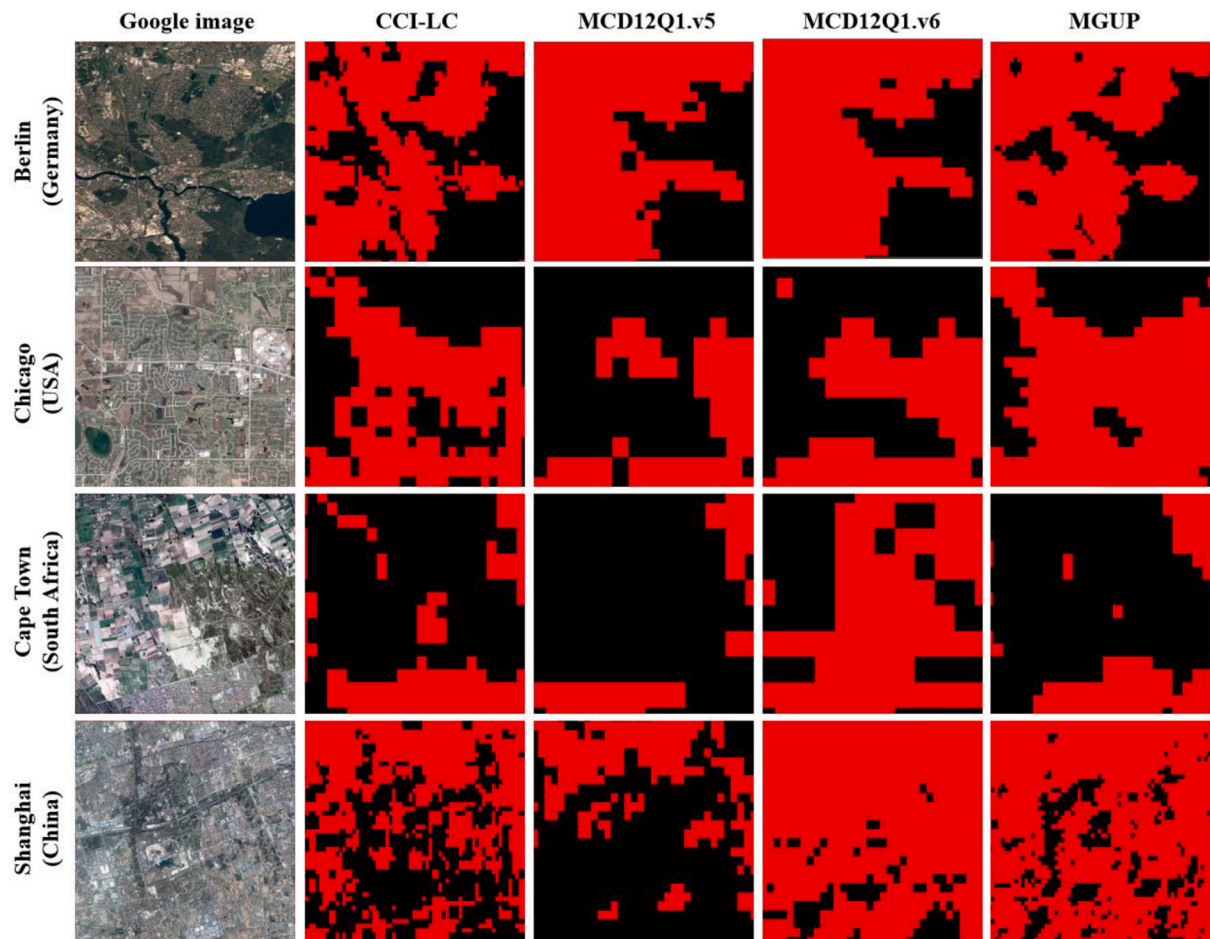 Google image CCI-LC MCD12Q1.v5 MCD12Q1.v6 MGUP
Berlin
(Germany)
Chicago
(USA)
Cape Town
(South Africa)
Shanghai
(China)